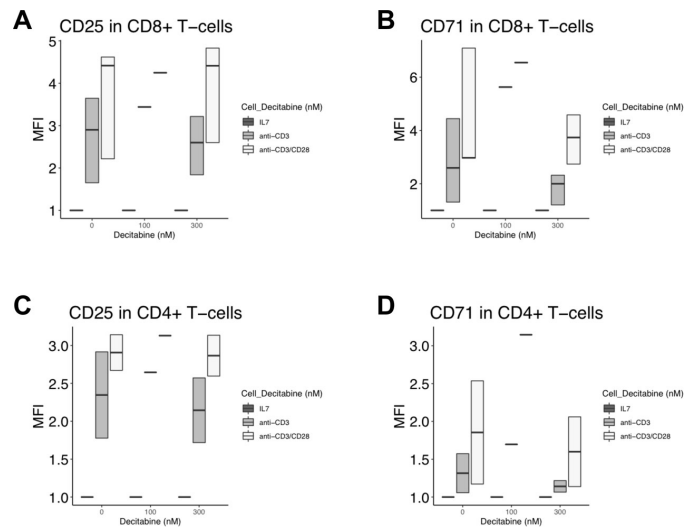 A
CD25 in CD8+ T−cells
5
4
3
2
1
MFI
0
100
300
Decitabine (nM)
Cell_Decitabine (nM)
IL7
anti−CD3
anti−CD3/CD28
B
CD71 in CD8+ T−cells
6
4
2
MFI
0
100
300
Decitabine (nM)
Cell_Decitabine (nM)
IL7
anti−CD3
anti−CD3/CD28
C
CD25 in CD4+ T−cells
3.0
2.5
2.0
1.5
1.0
MFI
0
100
300
Decitabine (nM)
Cell_Decitabine (nM)
IL7
anti−CD3
anti−CD3/CD28
D
CD71 in CD4+ T−cells
3.0
2.5
2.0
1.5
1.0
MFI
0
100
300
Decitabine (nM)
Cell_Decitabine (nM)
IL7
anti−CD3
anti−CD3/CD28